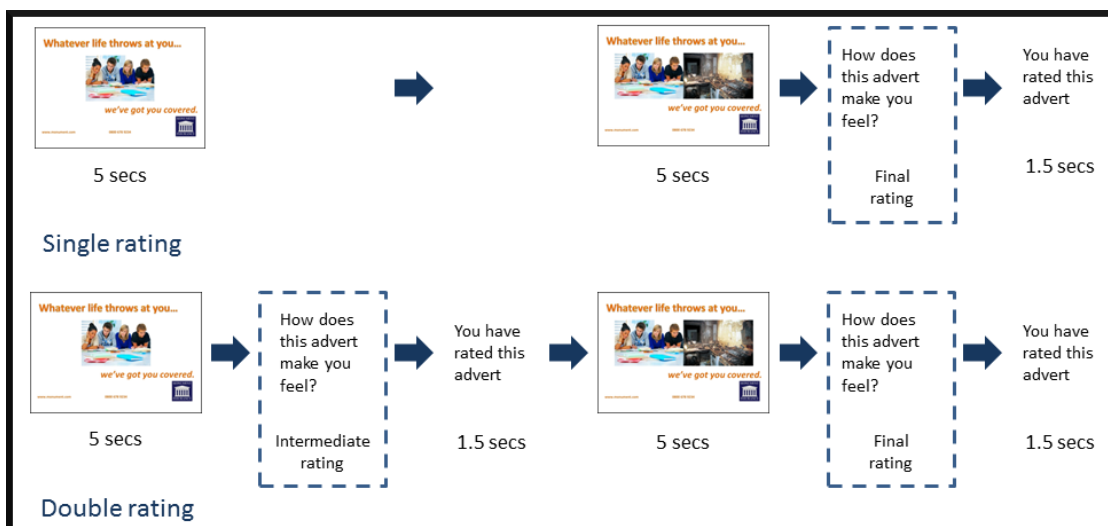 Whatever life throws at you...
we've got you covered.
5 secs
Whatever life throws at you...
we've got you covered.
5 secs
How does
this advert
make you
feel?
Final
rating
You have
rated this
advert
1.5 secs
Single rating
Whatever life throws at you...
we've got you covered.
5 secs
How does
this advert
make you
feel?
Intermediate
rating
You have
rated this
advert
1.5 secs
Whatever life throws at you...
we've got you covered.
5 secs
How does
this advert
make you
feel?
Final
rating
You have
rated this
advert
1.5 secs
Double rating